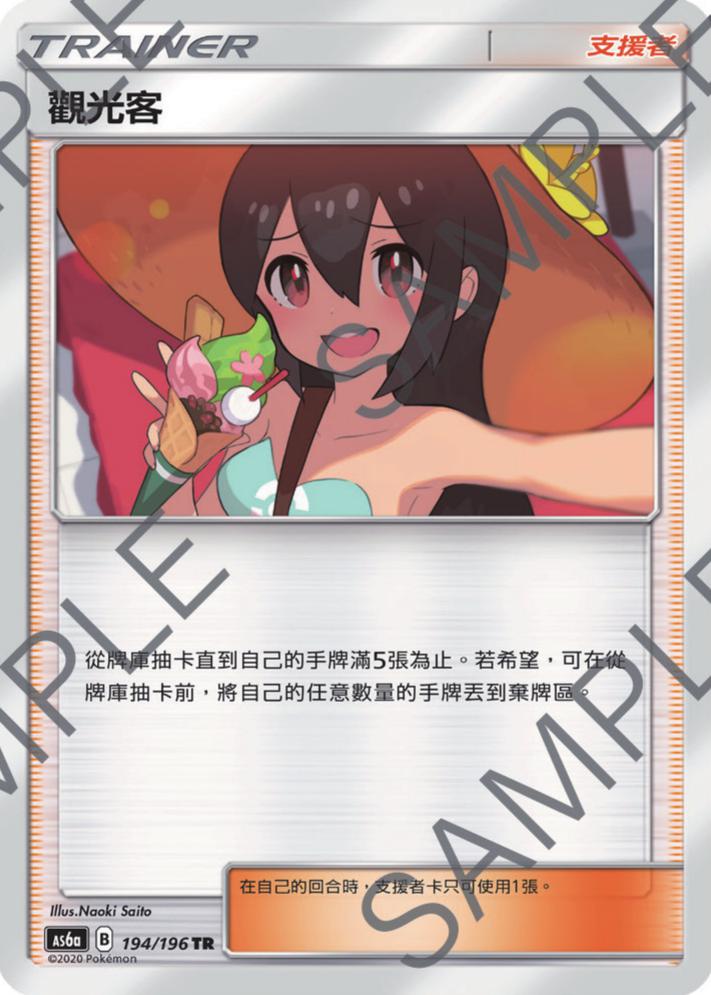 TRAINER
支援者
觀光客
從牌庫抽卡直到自己的手牌滿5張為止。若希望，可在從
牌庫抽卡前，將自己的任意數量的手牌丟到棄牌區。
在自己的回合時，支援者卡只可使用1張。
Illus.Naoki Saito
AS6a B 194/196 TR
©2020 Pokémon
SAMPLE
SAMPLE
SAMPLE
SAMPLE